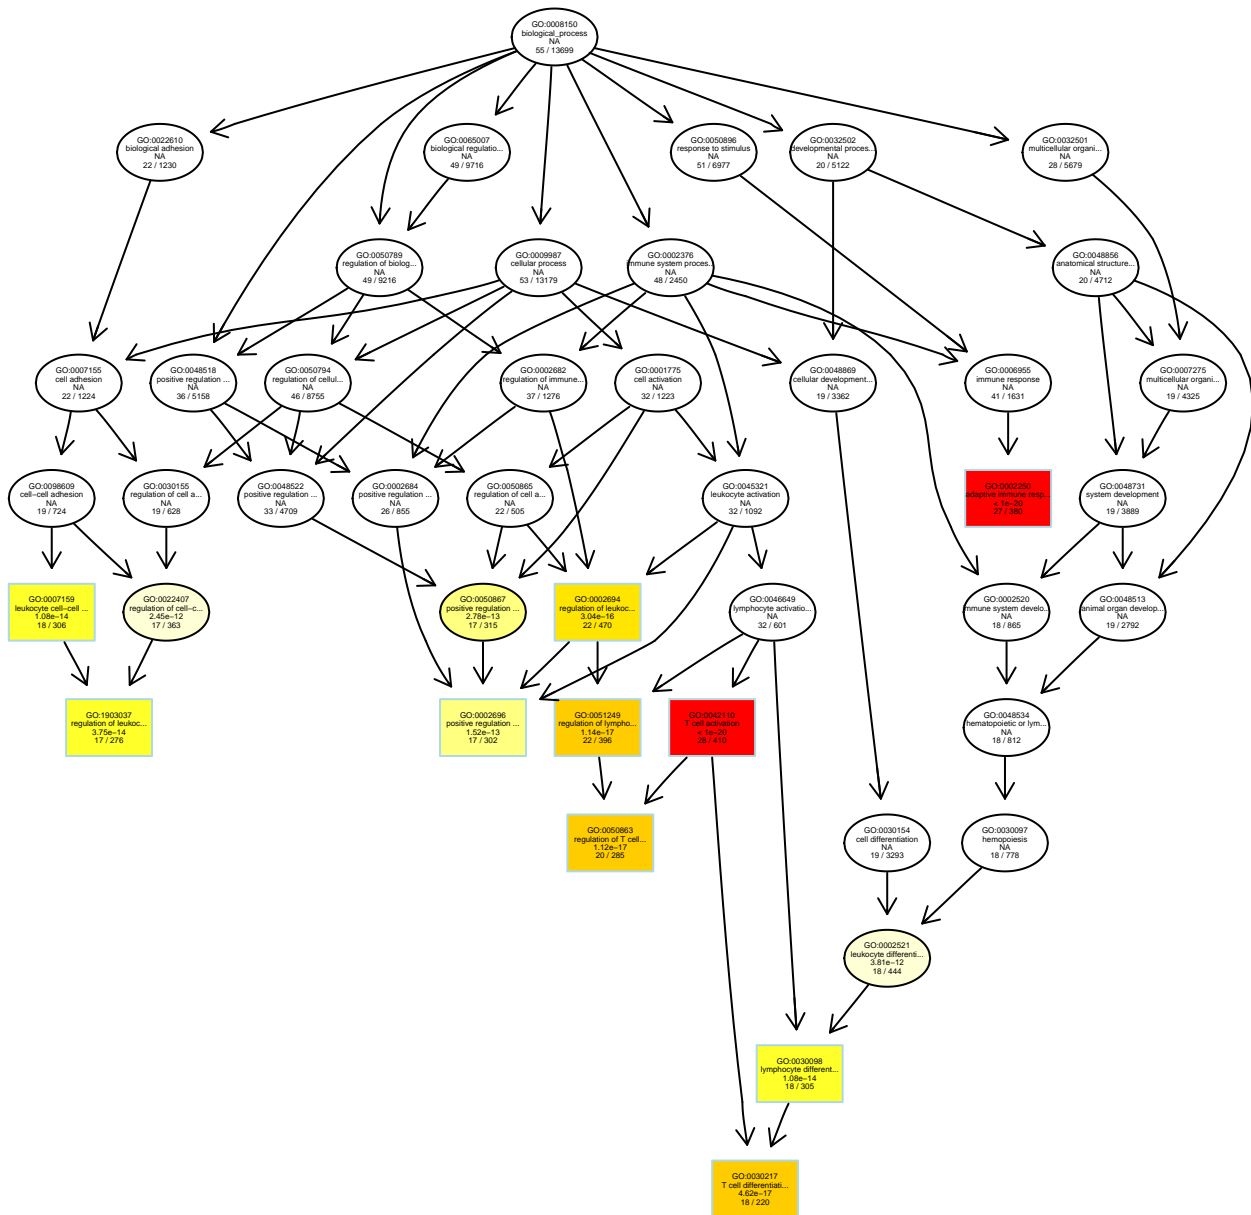 GO:0008150
biological_process
NA
55 / 13699
GO:0022610
biological adhesion
NA
22 / 1230
GO:0065007
biological regulatio...
NA
49 / 9716
GO:0050896
response to stimulus
NA
51 / 6977
GO:0032502
developmental proces...
NA
20 / 5122
GO:0032501
multicellular organi...
NA
28 / 5679
GO:0050789
regulation of biolog...
NA
49 / 9216
GO:0009987
cellular process
NA
53 / 13179
GO:0002376
immune system proces...
NA
48 / 2450
GO:0048856
anatomical structure...
NA
20 / 4712
GO:0007155
cell adhesion
NA
22 / 1224
GO:0048518
positive regulation ...
NA
36 / 5158
GO:0050794
regulation of cellul...
NA
46 / 8755
GO:0002682
regulation of immune...
NA
37 / 1276
GO:0001775
cell activation
NA
32 / 1223
GO:0048869
cellular development...
NA
19 / 3362
GO:0006955
immune response
NA
41 / 1631
GO:0007275
multicellular organi...
NA
19 / 4325
GO:0098609
cell−cell adhesion
NA
19 / 724
GO:0030155
regulation of cell a...
NA
19 / 628
GO:0048522
positive regulation ...
NA
33 / 4709
GO:0002684
positive regulation ...
NA
26 / 855
GO:0050865
regulation of cell a...
NA
22 / 505
GO:0045321
leukocyte activation
NA
32 / 1092
GO:0002250
adaptive immune resp...
< 1e−20
27 / 380
GO:0048731
system development
NA
19 / 3889
GO:0007159
leukocyte cell−cell ...
1.08e−14
18 / 306
GO:0022407
regulation of cell−c...
2.45e−12
17 / 363
GO:0050867
positive regulation ...
2.78e−13
17 / 315
GO:0002694
regulation of leukoc...
3.04e−16
22 / 470
GO:0046649
lymphocyte activatio...
NA
32 / 601
GO:0002520
immune system develo...
NA
18 / 865
GO:0048513
animal organ develop...
NA
19 / 2792
GO:1903037
regulation of leukoc...
3.75e−14
17 / 276
GO:0002696
positive regulation ...
1.52e−13
17 / 302
GO:0051249
regulation of lympho...
1.14e−17
22 / 396
GO:0042110
T cell activation
< 1e−20
28 / 410
GO:0048534
hematopoietic or lym...
NA
18 / 812
GO:0050863
regulation of T cell...
1.12e−17
20 / 285
GO:0030154
cell differentiation
NA
19 / 3293
GO:0030097
hemopoiesis
NA
18 / 778
GO:0002521
leukocyte differenti...
3.81e−12
18 / 444
GO:0030098
lymphocyte different...
1.08e−14
18 / 305
GO:0030217
T cell differentiati...
4.62e−17
18 / 220